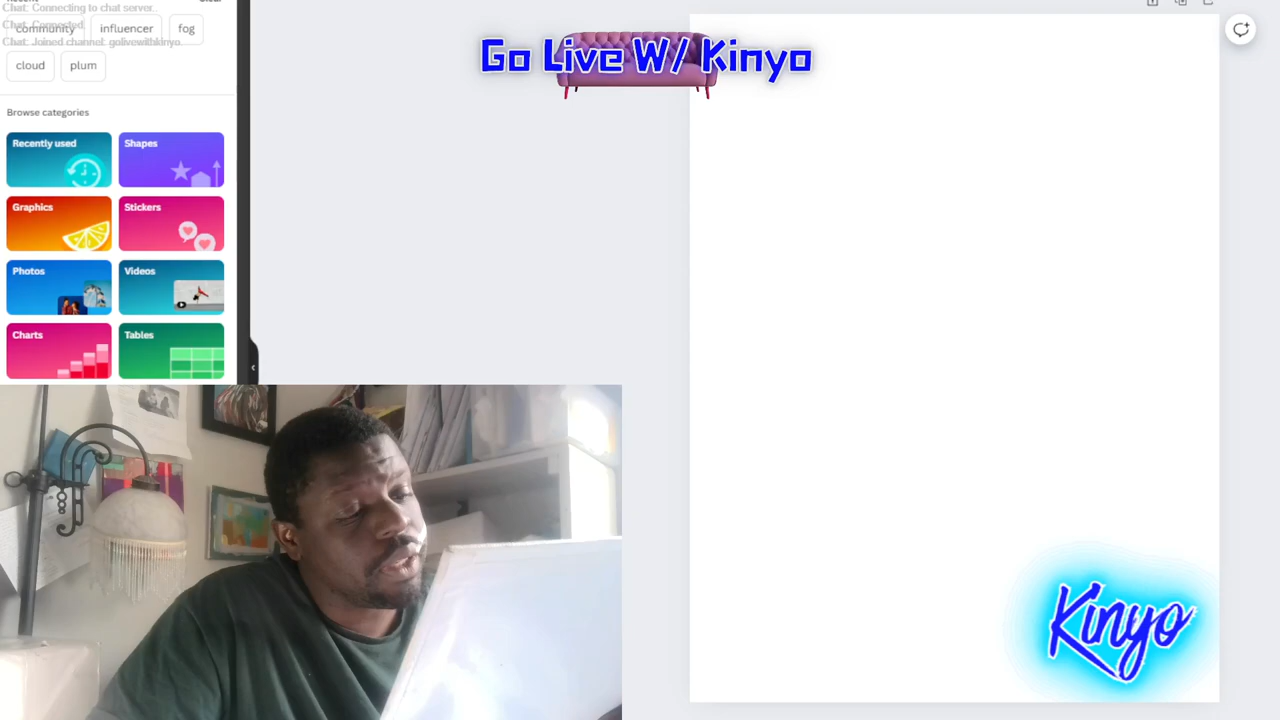 Chat: Connecting to chat server..
Clear
Chat: Connected.
community
influencer
fog
Chat: Joined channel: golivewithkinyo.
cloud
plum
Browse categories
Recently used
Shapes
Graphics
Stickers
Photos
Videos
Charts
Tables
Go Live W/ Kinyo
Kinyo